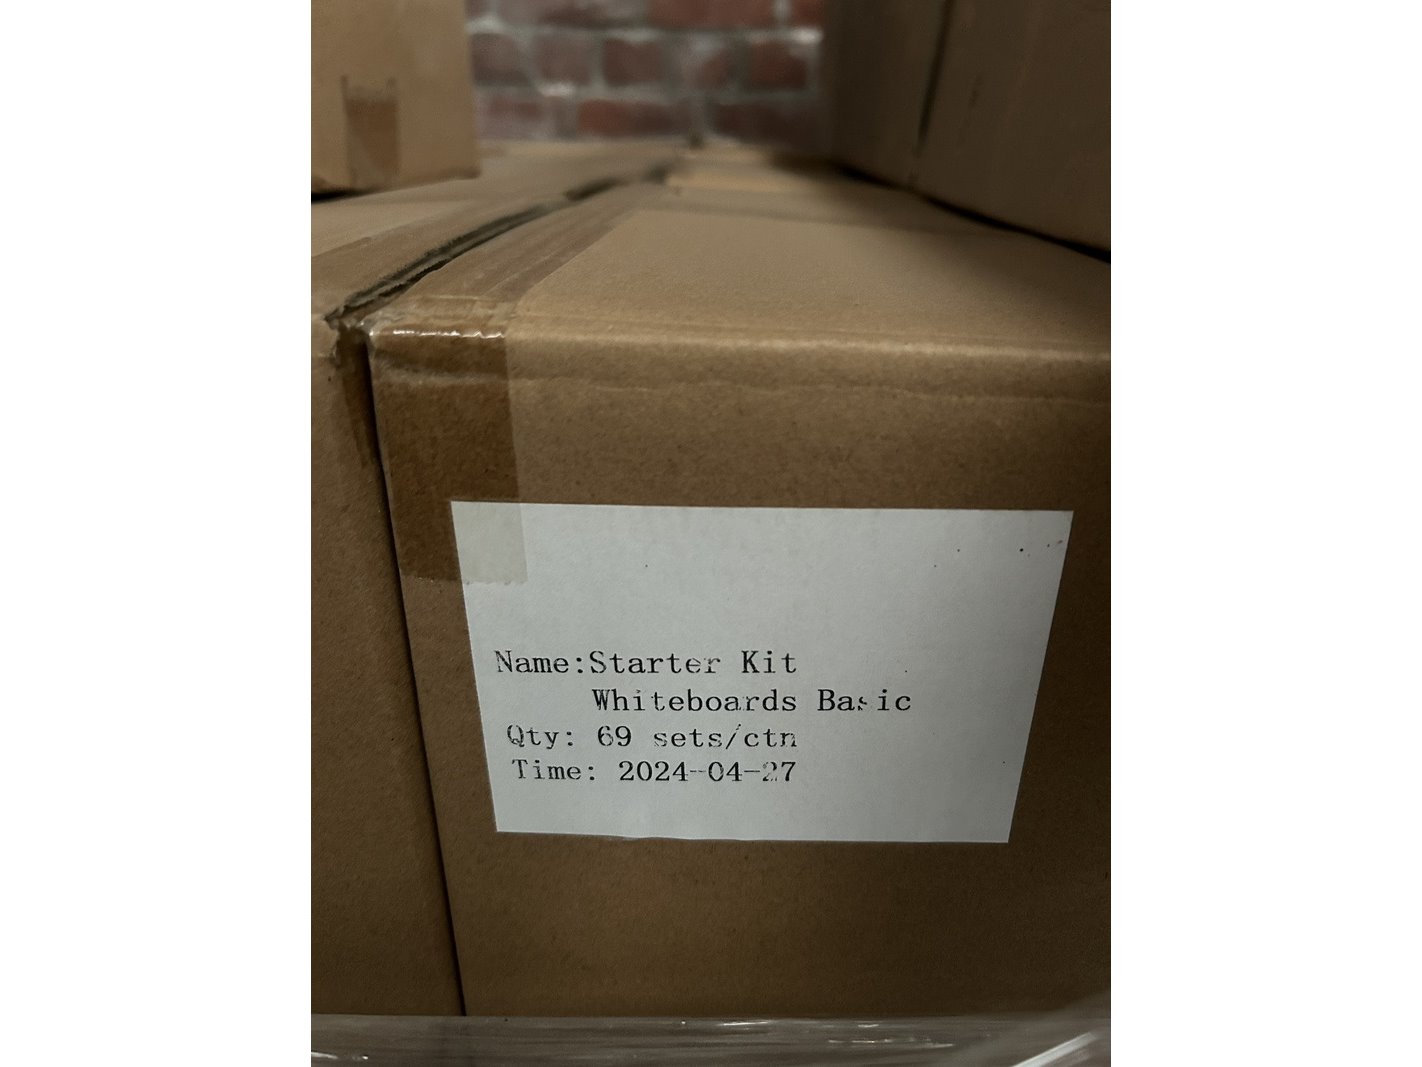 Name:Starter Kit
Whiteboards Basic
Qty: 69 sets/ctn
Time: 2024-04-27